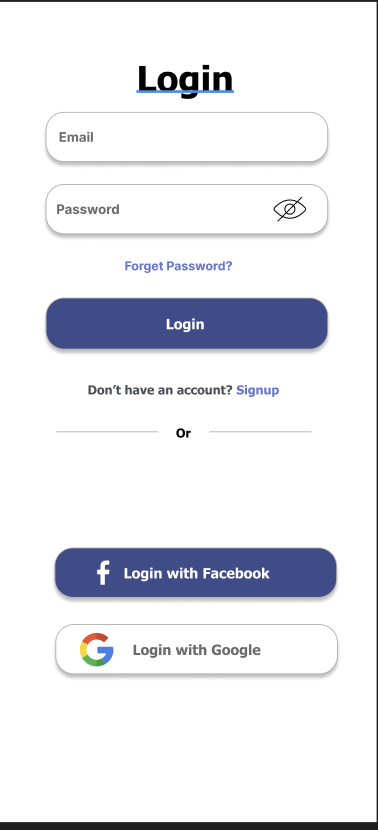 Login
Email
Password
Forget Password?
Login
Don’t have an account? Signup
Or
Login with Facebook
Login with Google